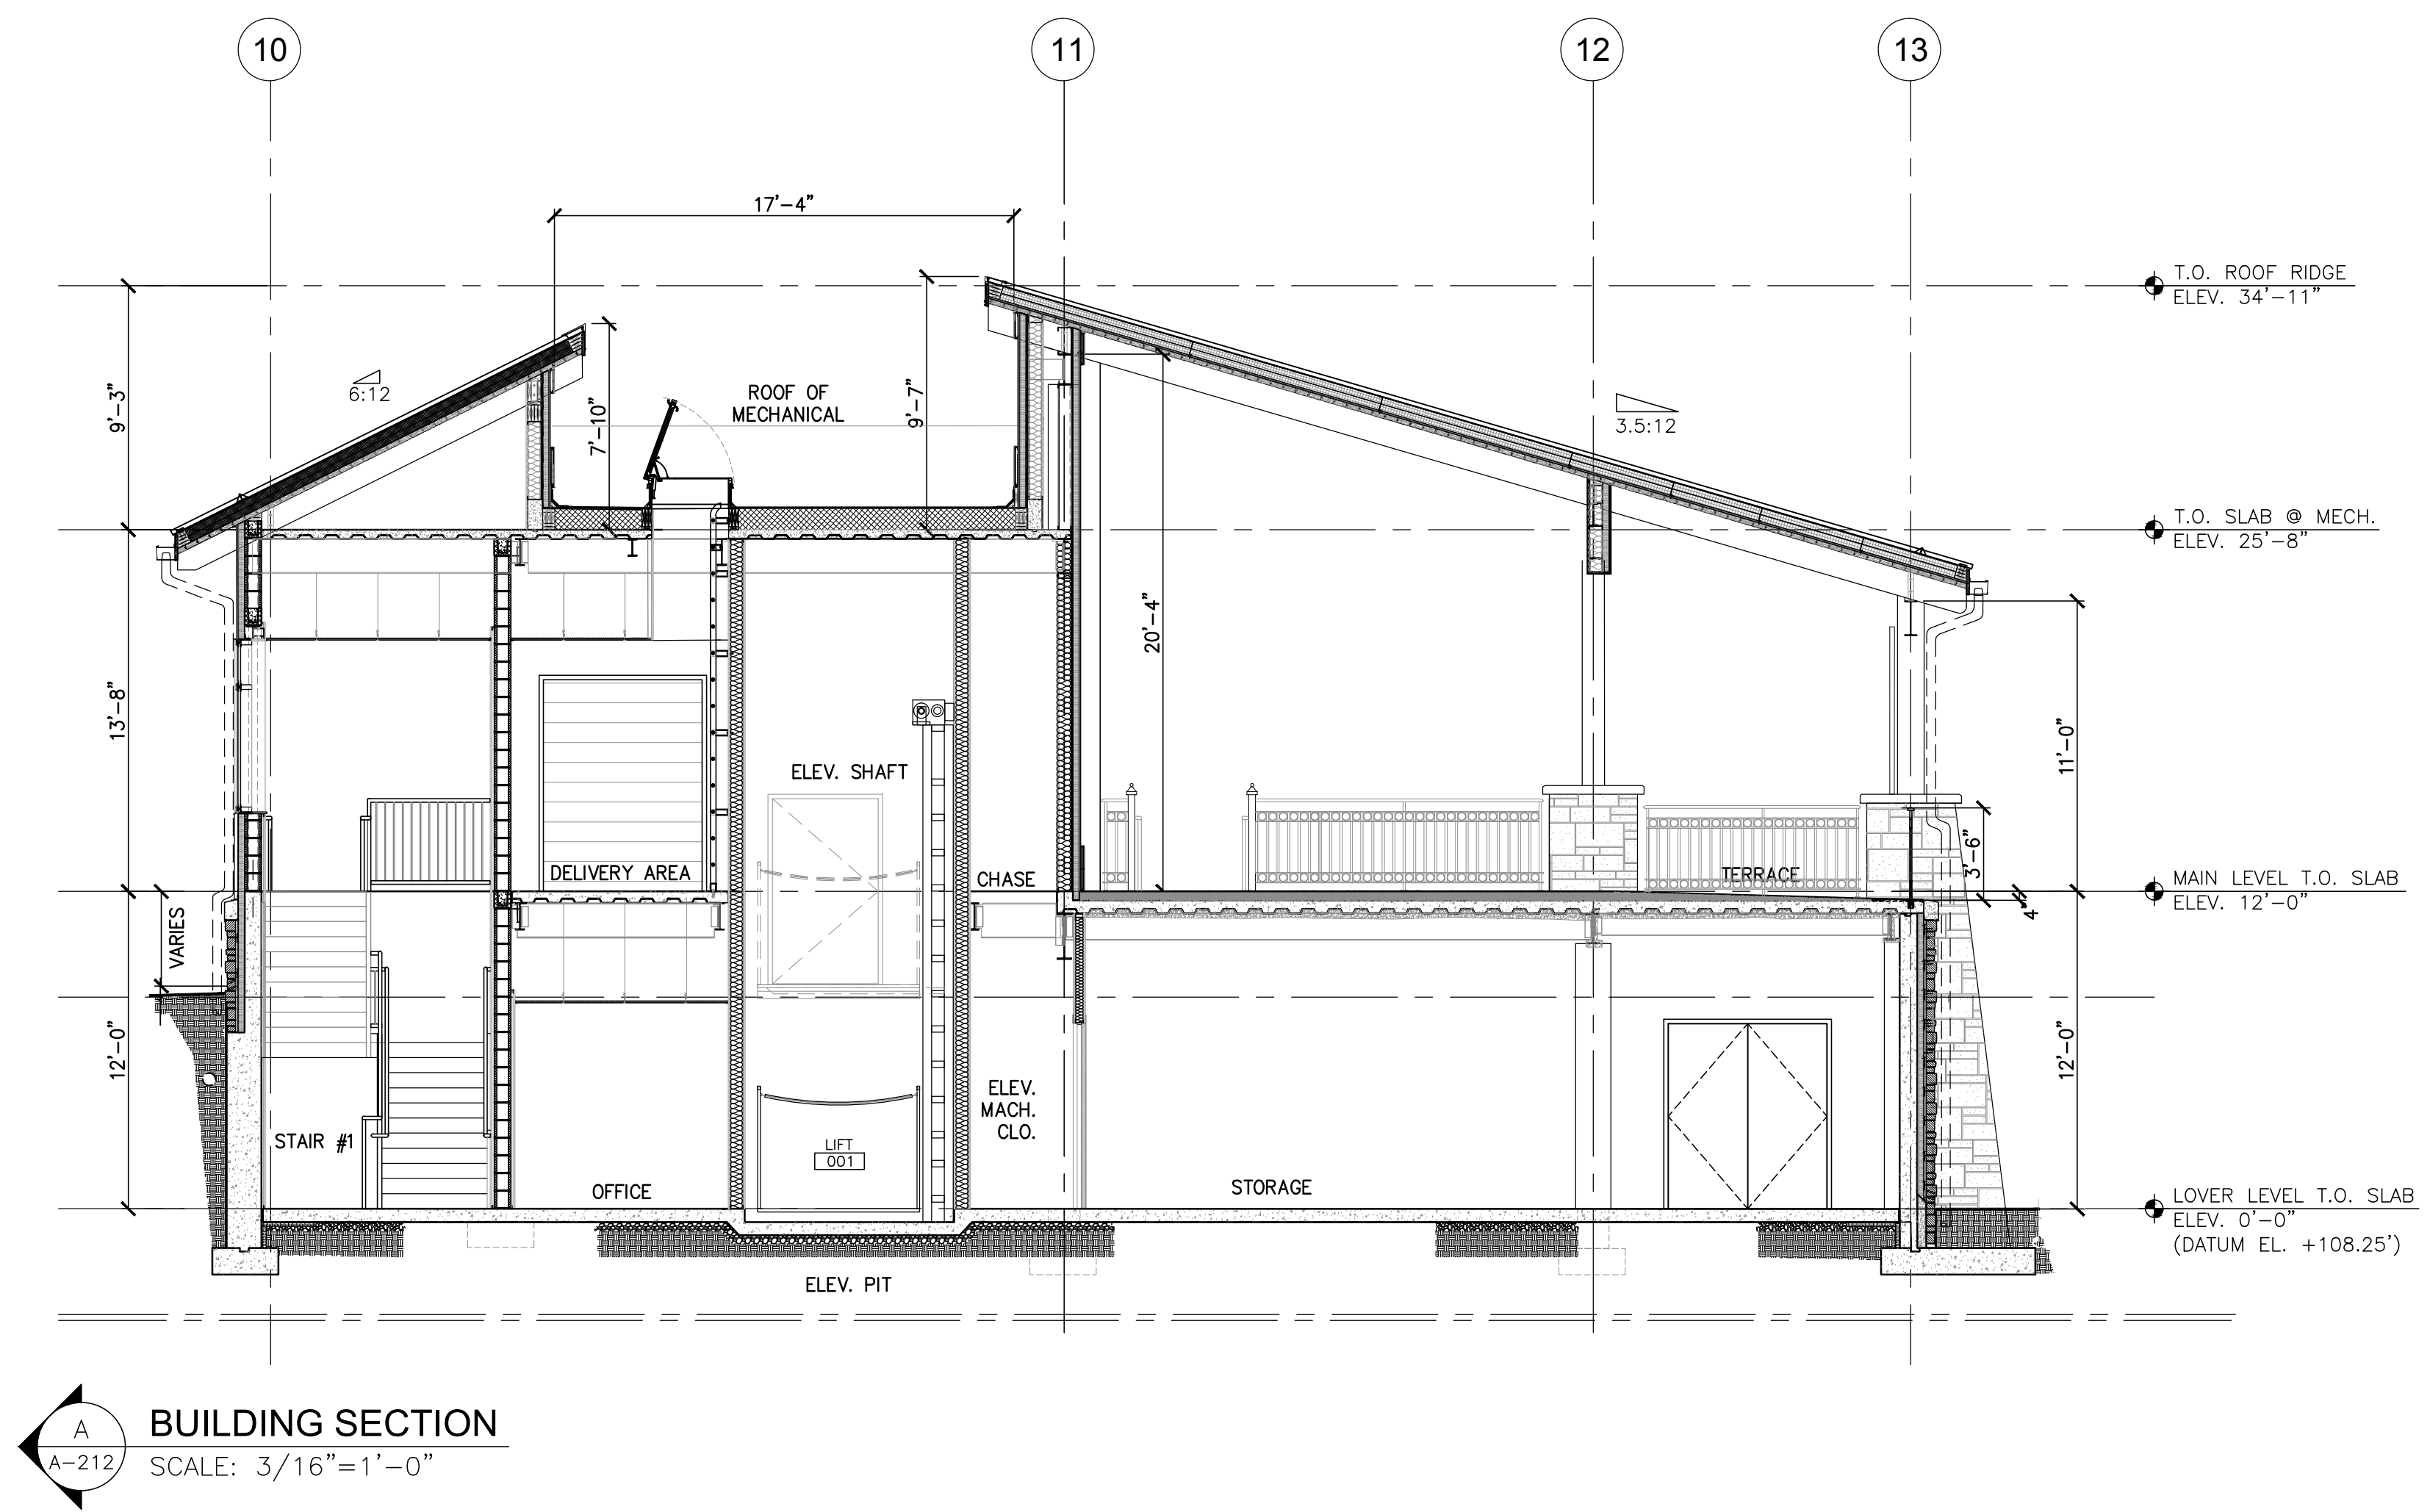 10
11
12
13
17'-4"
T.O. ROOF RIDGE
ELEV. 34'-11"
9'-3"
6:12
7'-10"
ROOF OF
MECHANICAL
9'-7"
3.5:12
T.O. SLAB @ MECH.
ELEV. 25'-8"
13'-8"
20'-4"
11'-0"
ELEV. SHAFT
DELIVERY AREA
CHASE
TERRACE
3'-6"
4"
MAIN LEVEL T.O. SLAB
ELEV. 12'-0"
VARIES
12'-0"
12'-0"
ELEV.
MACH.
CLO.
STAIR #1
LIFT
001
OFFICE
STORAGE
LOVER LEVEL T.O. SLAB
ELEV. 0'-0"
(DATUM EL. +108.25')
ELEV. PIT
A
A-212
BUILDING SECTION
SCALE: 3/16"=1'-0"